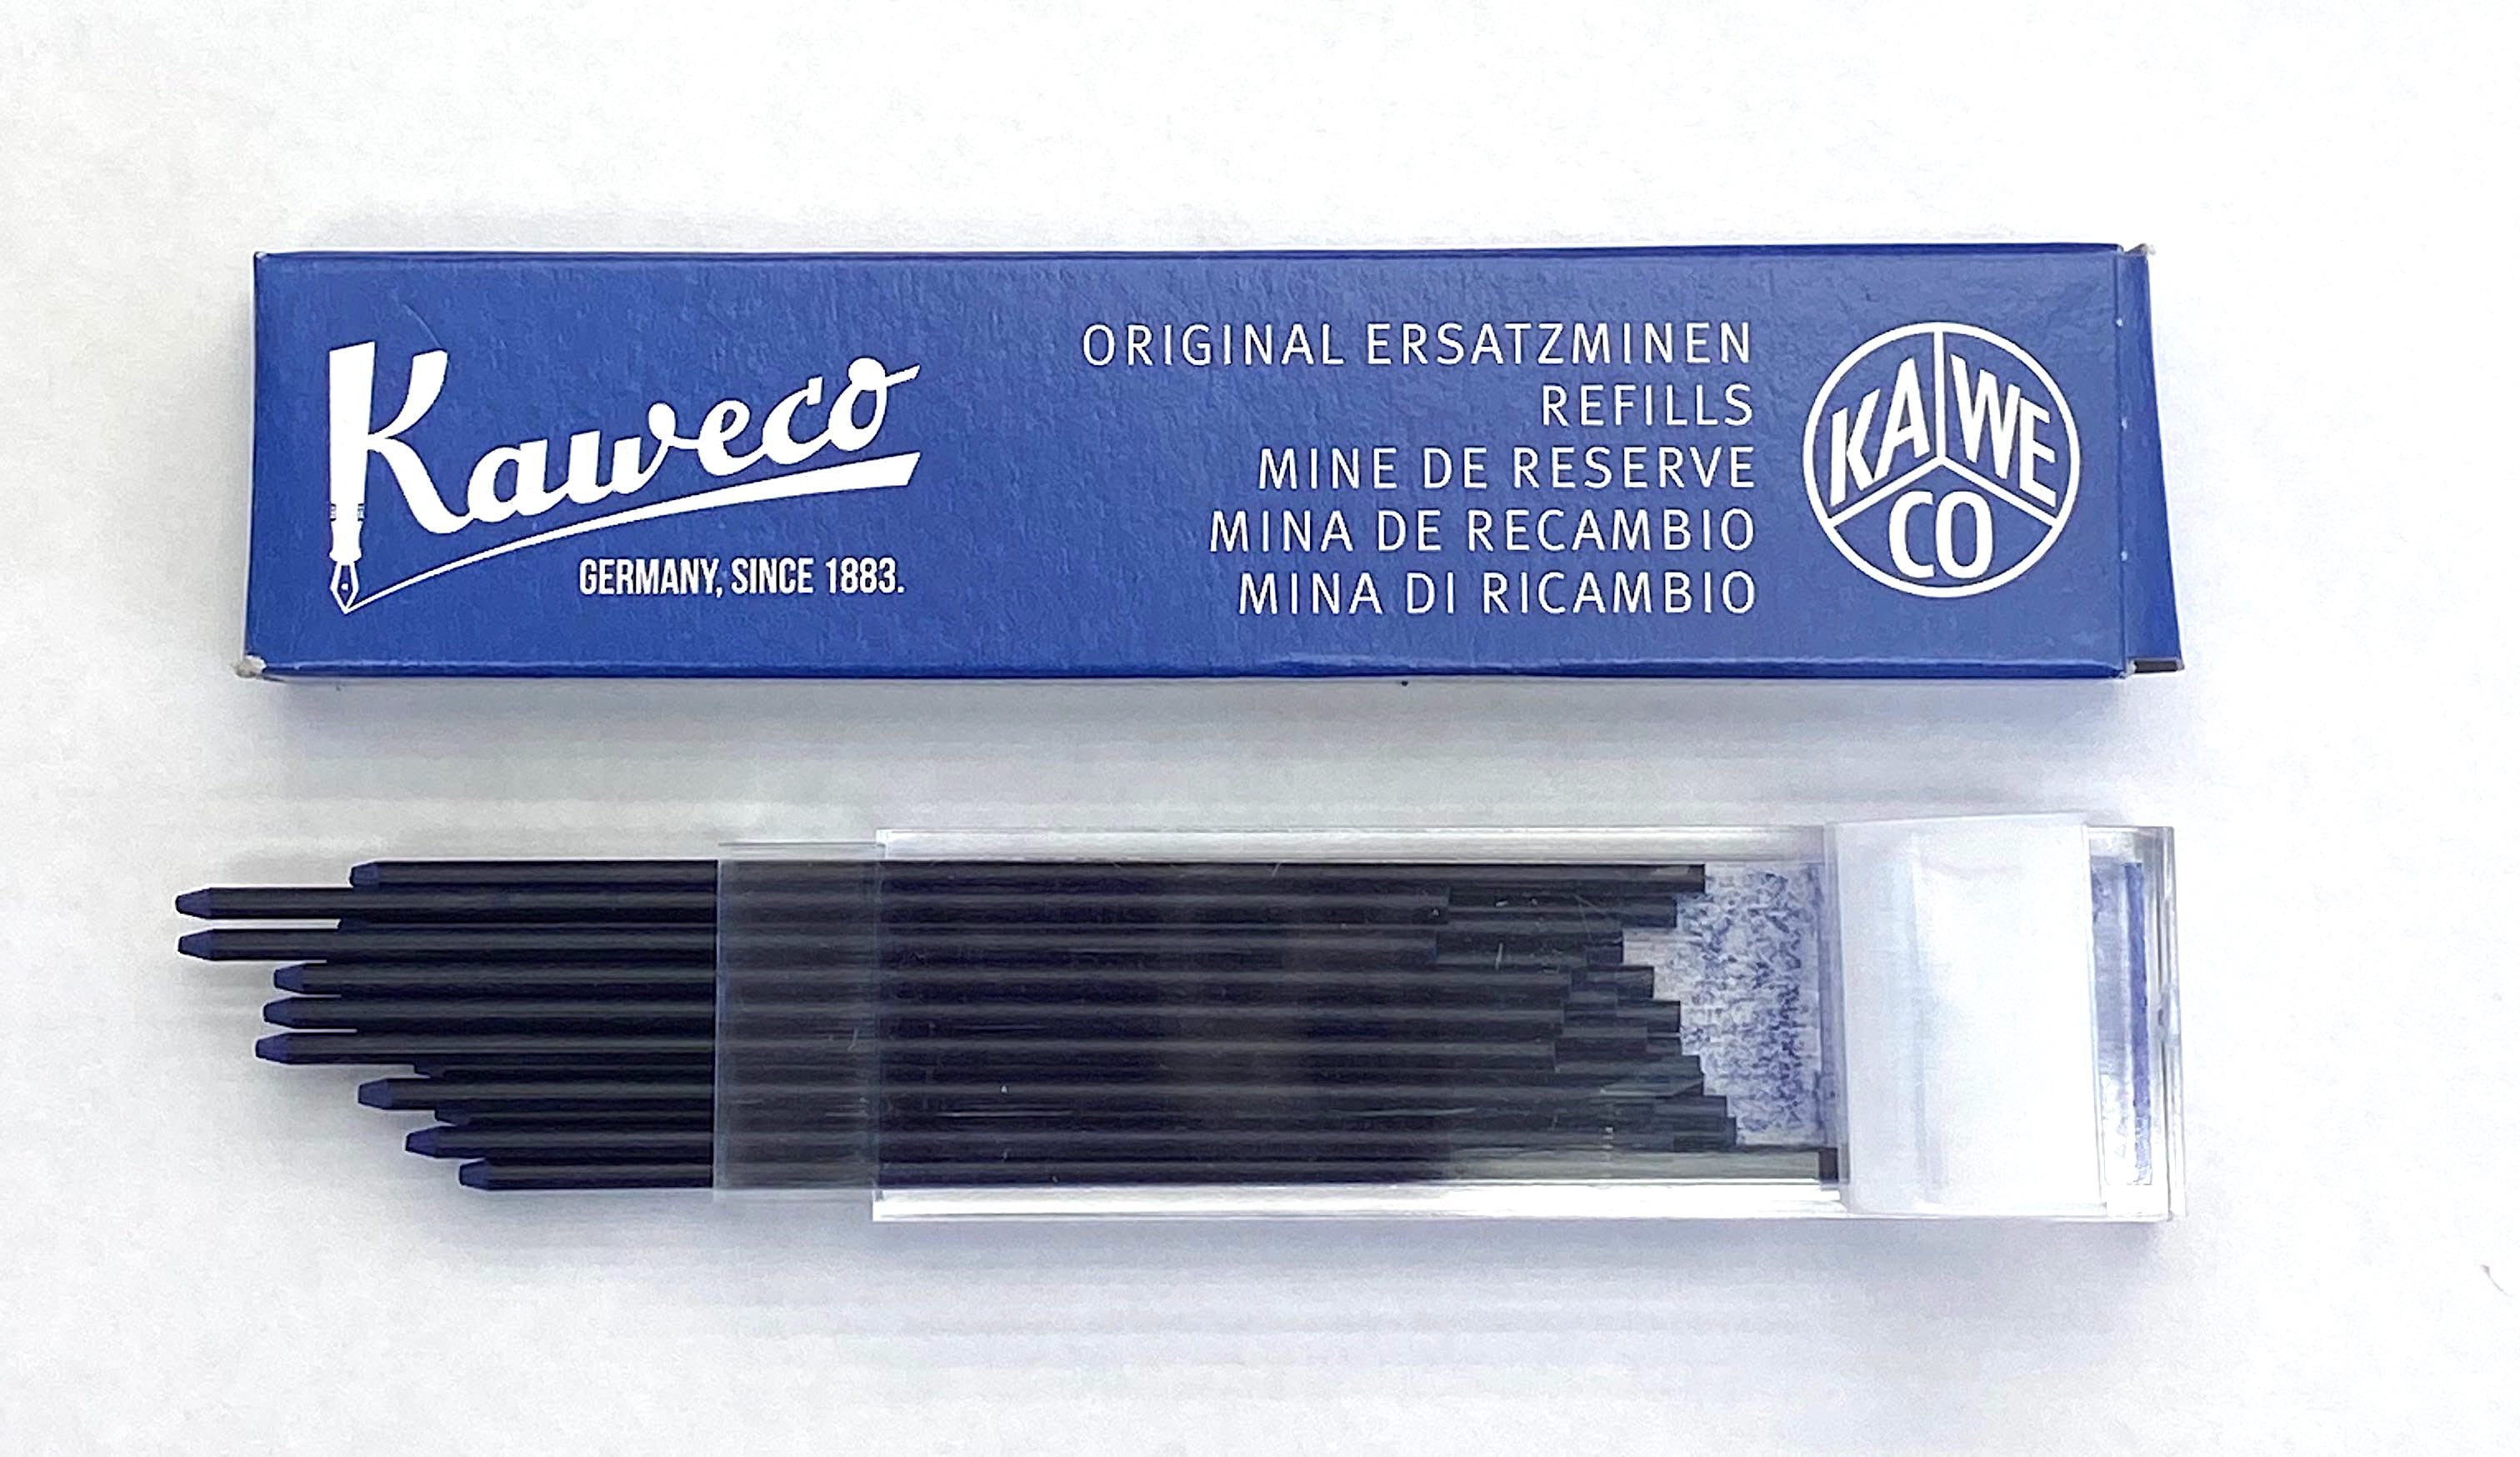 Kaweco
GERMANY, SINCE 1883.
ORIGINAL ERSATZMINEN
REFILLS
MINE DE RESERVE
MINA DE RECAMBIO
MINA DI RICAMBIO
KA WE
CO